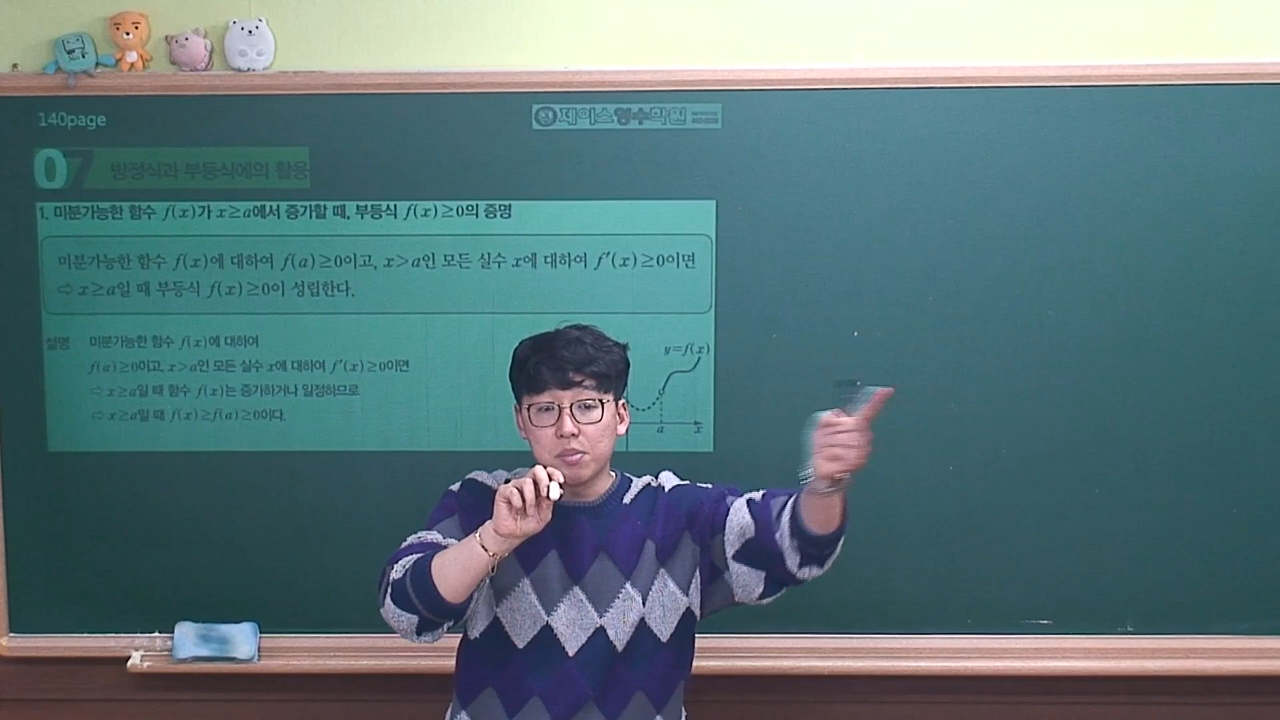 140page
제이스영수학원
07 방정식과 부등식에의 활용
1. 미분가능한 함수 f(x)가 x≥a에서 증가할 때, 부등식 f(x)≥0의 증명
미분가능한 함수 f(x)에 대하여 f(a)≥0이고, x>a인 모든 실수 x에 대하여 f′(x)≥0이면
⇨ x≥a일 때 부등식 f(x)≥0이 성립한다.
설명 미분가능한 함수 f(x)에 대하여
f(a)≥0이고, x>a인 모든 실수 x에 대하여 f′(x)≥0이면
⇨ x≥a일 때 함수 f(x)는 증가하거나 일정하므로
⇨ x≥a일 때 f(x)≥f(a)≥0이다.
y=f(x)
a x